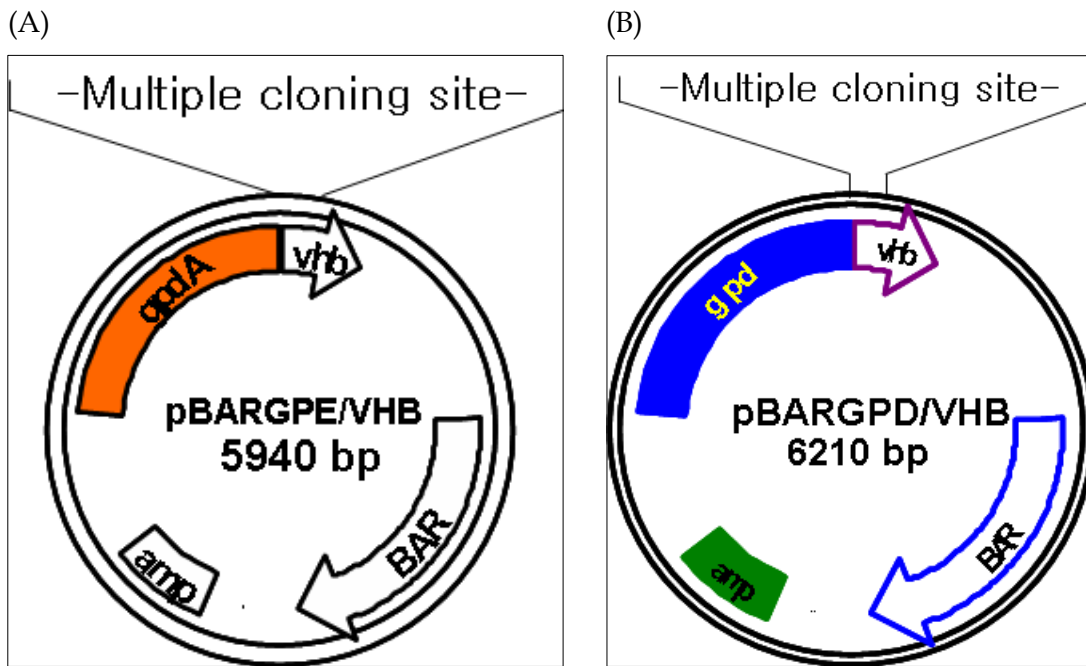 (A)
(B)
-Multiple cloning site-
-Multiple cloning site-
gpdA
vhb
gpd
vhb
pBARGPE/VHB
5940 bp
pBARGPD/VHB
6210 bp
amp
BAR
amp
BAR